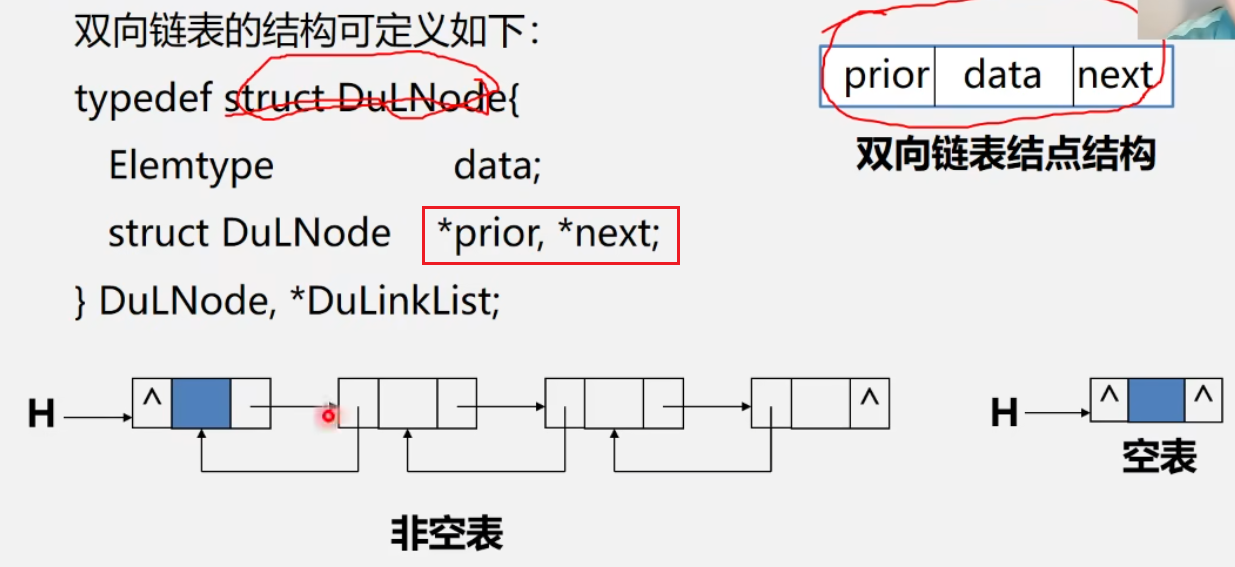 双向链表的结构可定义如下：
typedef struct DuLNode{
Elemtype data;
struct DuLNode *prior, *next;
} DuLNode, *DuLinkList;
prior data next
双向链表结点结构
H ^ ^
非空表
H ^ ^
空表